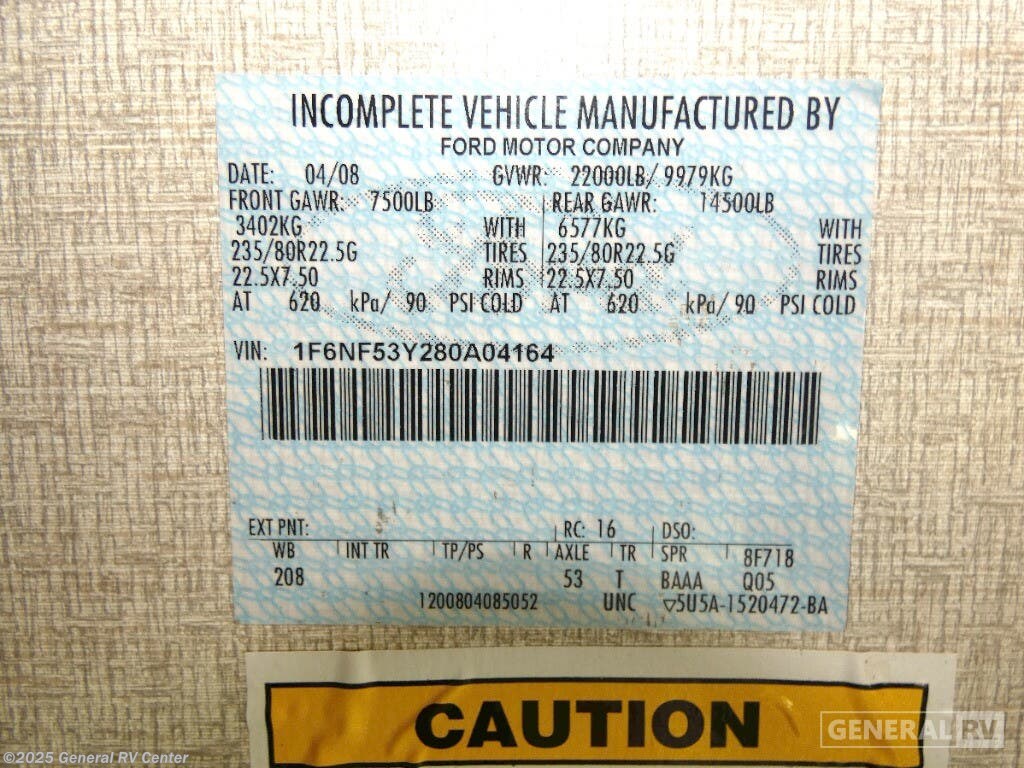 INCOMPLETE VEHICLE MANUFACTURED BY
FORD MOTOR COMPANY
DATE: 04/08 GVWR: 22000LB/ 9979KG
FRONT GAWR: 7500LB REAR GAWR: 14500LB
3402KG WITH 6577KG WITH
235/80R22.5G TIRES 235/80R22.5G TIRES
22.5X7.50 RIMS 22.5X7.50 RIMS
AT 620 kPa/ 90 PSI COLD AT 620 kPa/ 90 PSI COLD
VIN: 1F6NF53Y280A04164
EXT PNT: RC: 16 DSO:
WB INT TR TP/PS R AXLE TR SPR 8F718
208 53 T BAAA Q05
1200804085052 UNC ▽5U5A-1520472-BA
CAUTION
GENERAL RV
©2025 General RV Center